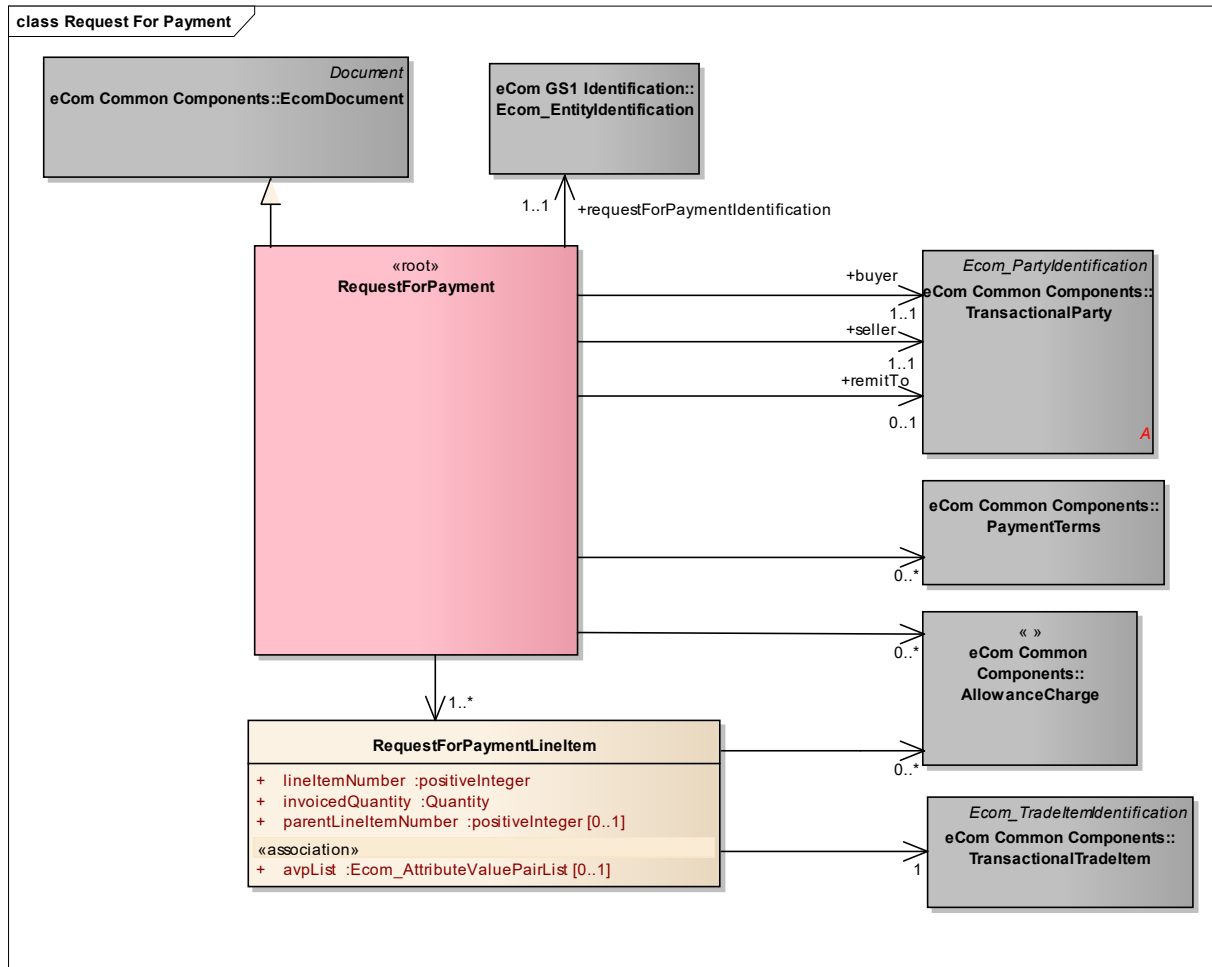 class Request For Payment
Document
eCom Common Components::EcomDocument
eCom GS1 Identification::
Ecom_EntityIdentification
1..1
+requestForPaymentIdentification
«root»
RequestForPayment
+buyer
1..1
+seller
1..1
+remitTo
0..1
Ecom_PartyIdentification
eCom Common Components::
TransactionalParty
A
eCom Common Components::
PaymentTerms
0..*
« »
eCom Common
Components::
AllowanceCharge
0..*
1..*
RequestForPaymentLineItem
+ lineItemNumber :positiveInteger
+ invoicedQuantity :Quantity
+ parentLineItemNumber :positiveInteger [0..1]
«association»
+ avpList :Ecom_AttributeValuePairList [0..1]
0..*
Ecom_TradeItemIdentification
eCom Common Components::
TransactionalTradeItem
1